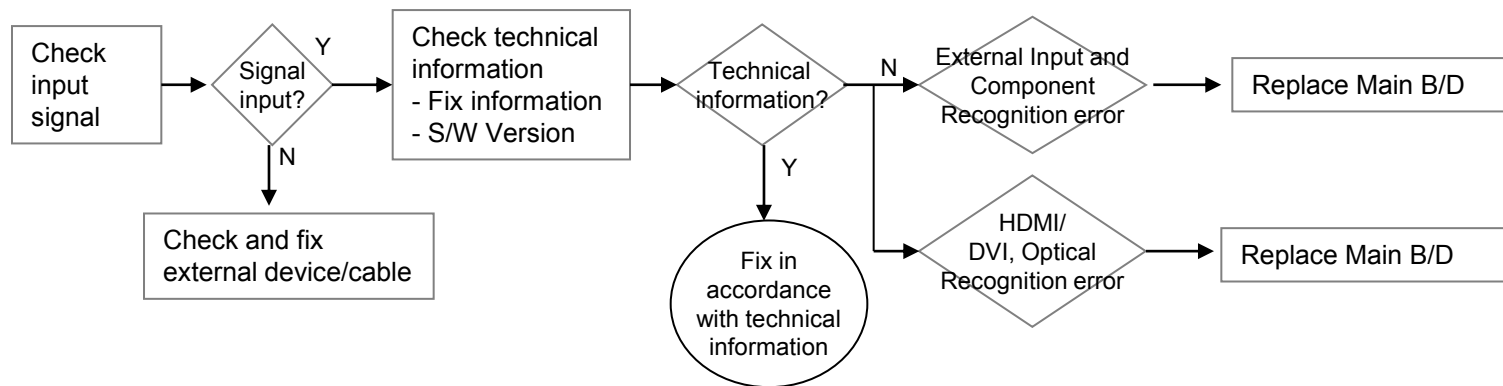 Check
input
signal
Signal
input?
Y
N
Check and fix
external device/cable
Check technical
information
- Fix information
- S/W Version
Technical
information?
N
Y
Fix in
accordance
with technical
information
External Input and
Component
Recognition error
Replace Main B/D
HDMI/
DVI, Optical
Recognition error
Replace Main B/D